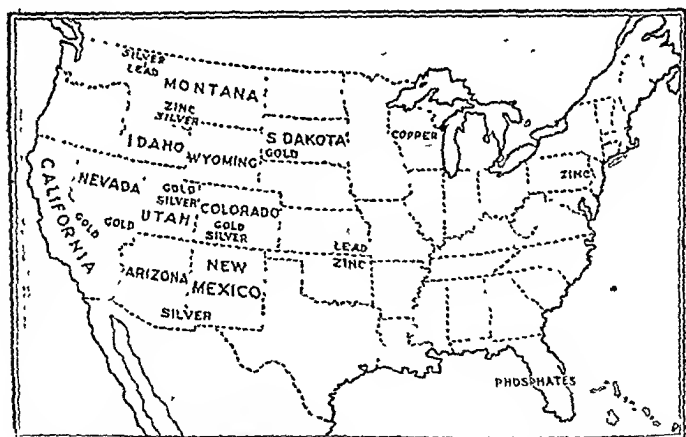 SILVER
LEAD
MONTANA
ZINC
SILVER
IDAHO
WYOMING
S DAKOTA
GOLD
COPPER
ZINC
CALIFORNIA
NEVADA
GOLD
SILVER
UTAH
COLORADO
GOLD
SILVER
GOLD
GOLD
LEAD
ZINC
ARIZONA
NEW
MEXICO
SILVER
PHOSPHATES